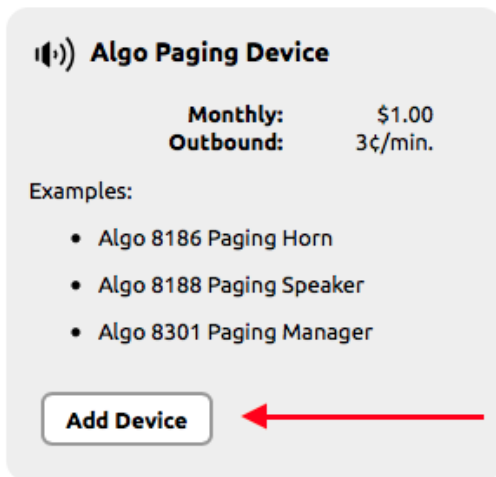 Algo Paging Device
Monthly: $1.00
Outbound: 3¢/min.
Examples:
• Algo 8186 Paging Horn
• Algo 8188 Paging Speaker
• Algo 8301 Paging Manager
Add Device